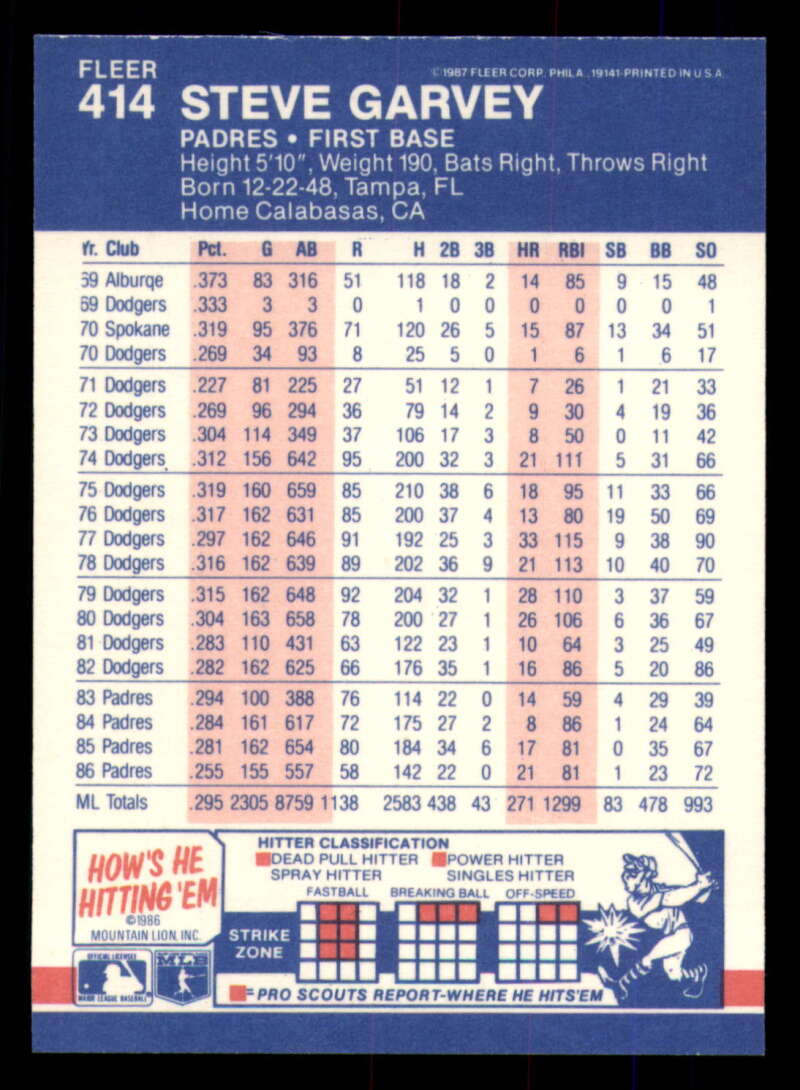 FLEER
©1987 FLEER CORP. PHILA., 19141-PRINTED IN U.S.A.
414 STEVE GARVEY
PADRES • FIRST BASE
Height 5'10", Weight 190, Bats Right, Throws Right
Born 12-22-48, Tampa, FL
Home Calabasas, CA
Yr. Club Pct. G AB R H 2B 3B HR RBI SB BB SO
69 Alburqe .373 83 316 51 118 18 2 14 85 9 15 48
69 Dodgers .333 3 3 0 1 0 0 0 0 0 0 1
70 Spokane .319 95 376 71 120 26 5 15 87 13 34 51
70 Dodgers .269 34 93 8 25 5 0 1 6 1 6 17
71 Dodgers .227 81 225 27 51 12 1 7 26 1 21 33
72 Dodgers .269 96 294 36 79 14 2 9 30 4 19 36
73 Dodgers .304 114 349 37 106 17 3 8 50 0 11 42
74 Dodgers .312 156 642 95 200 32 3 21 111 5 31 66
75 Dodgers .319 160 659 85 210 38 6 18 95 11 33 66
76 Dodgers .317 162 631 85 200 37 4 13 80 19 50 69
77 Dodgers .297 162 646 91 192 25 3 33 115 9 38 90
78 Dodgers .316 162 639 89 202 36 9 21 113 10 40 70
79 Dodgers .315 162 648 92 204 32 1 28 110 3 37 59
80 Dodgers .304 163 658 78 200 27 1 26 106 6 36 67
81 Dodgers .283 110 431 63 122 23 1 10 64 3 25 49
82 Dodgers .282 162 625 66 176 35 1 16 86 5 20 86
83 Padres .294 100 388 76 114 22 0 14 59 4 29 39
84 Padres .284 161 617 72 175 27 2 8 86 1 24 64
85 Padres .281 162 654 80 184 34 6 17 81 0 35 67
86 Padres .255 155 557 58 142 22 0 21 81 1 23 72
ML Totals .295 2305 8759 1138 2583 438 43 271 1299 83 478 993
HOW'S HE
HITTING 'EM
©1986
MOUNTAIN LION, INC.
OFFICIAL LICENSEE
MAJOR LEAGUE BASEBALL
MLB
HITTER CLASSIFICATION
DEAD PULL HITTER POWER HITTER
SPRAY HITTER SINGLES HITTER
FASTBALL BREAKING BALL OFF-SPEED
STRIKE
ZONE
= PRO SCOUTS REPORT-WHERE HE HITS'EM